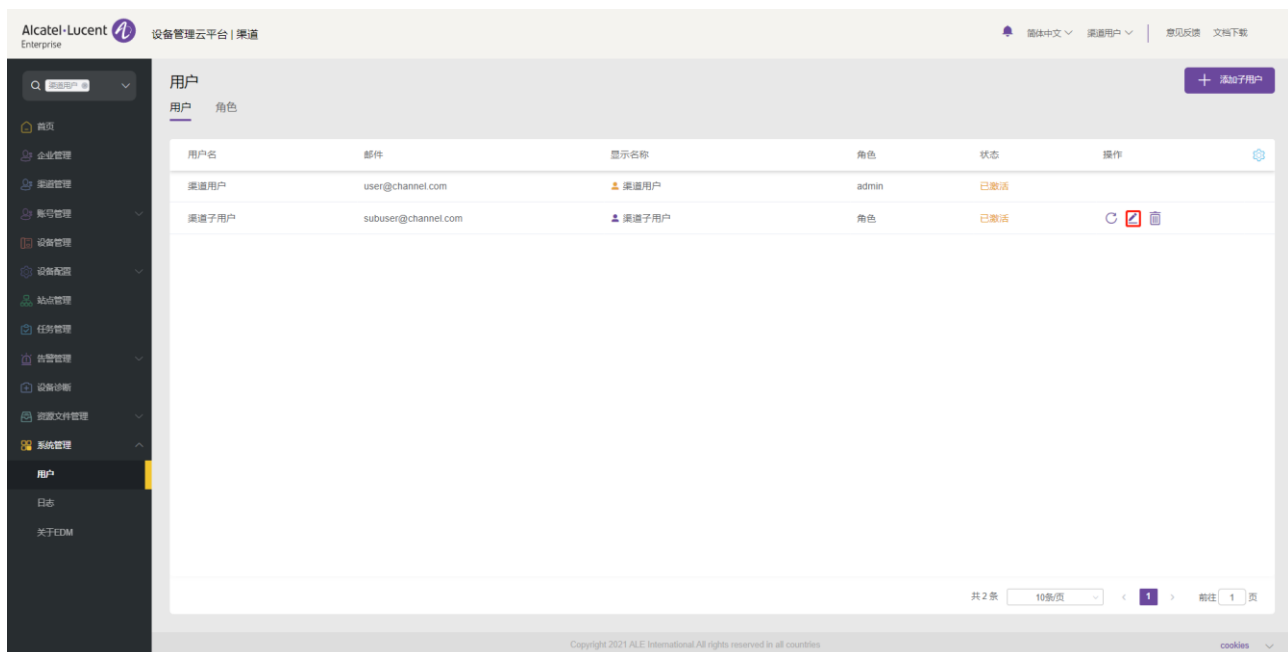 Alcatel·Lucent
Enterprise
设备管理云平台 | 渠道
简体中文 渠道用户 意见反馈 文档下载
渠道用户
用户
添加子用户
用户 角色
首页
企业管理
渠道管理
账号管理
设备管理
设备配置
站点管理
任务管理
告警管理
设备诊断
资源文件管理
系统管理
用户
日志
关于EDM
用户名 邮件 显示名称 角色 状态 操作
渠道用户 user@channel.com 渠道用户 admin 已激活
渠道子用户 subuser@channel.com 渠道子用户 角色 已激活
共 2 条 10条/页 1 前往 1 页
Copyright 2021 ALE International.All rights reserved in all countries
cookies